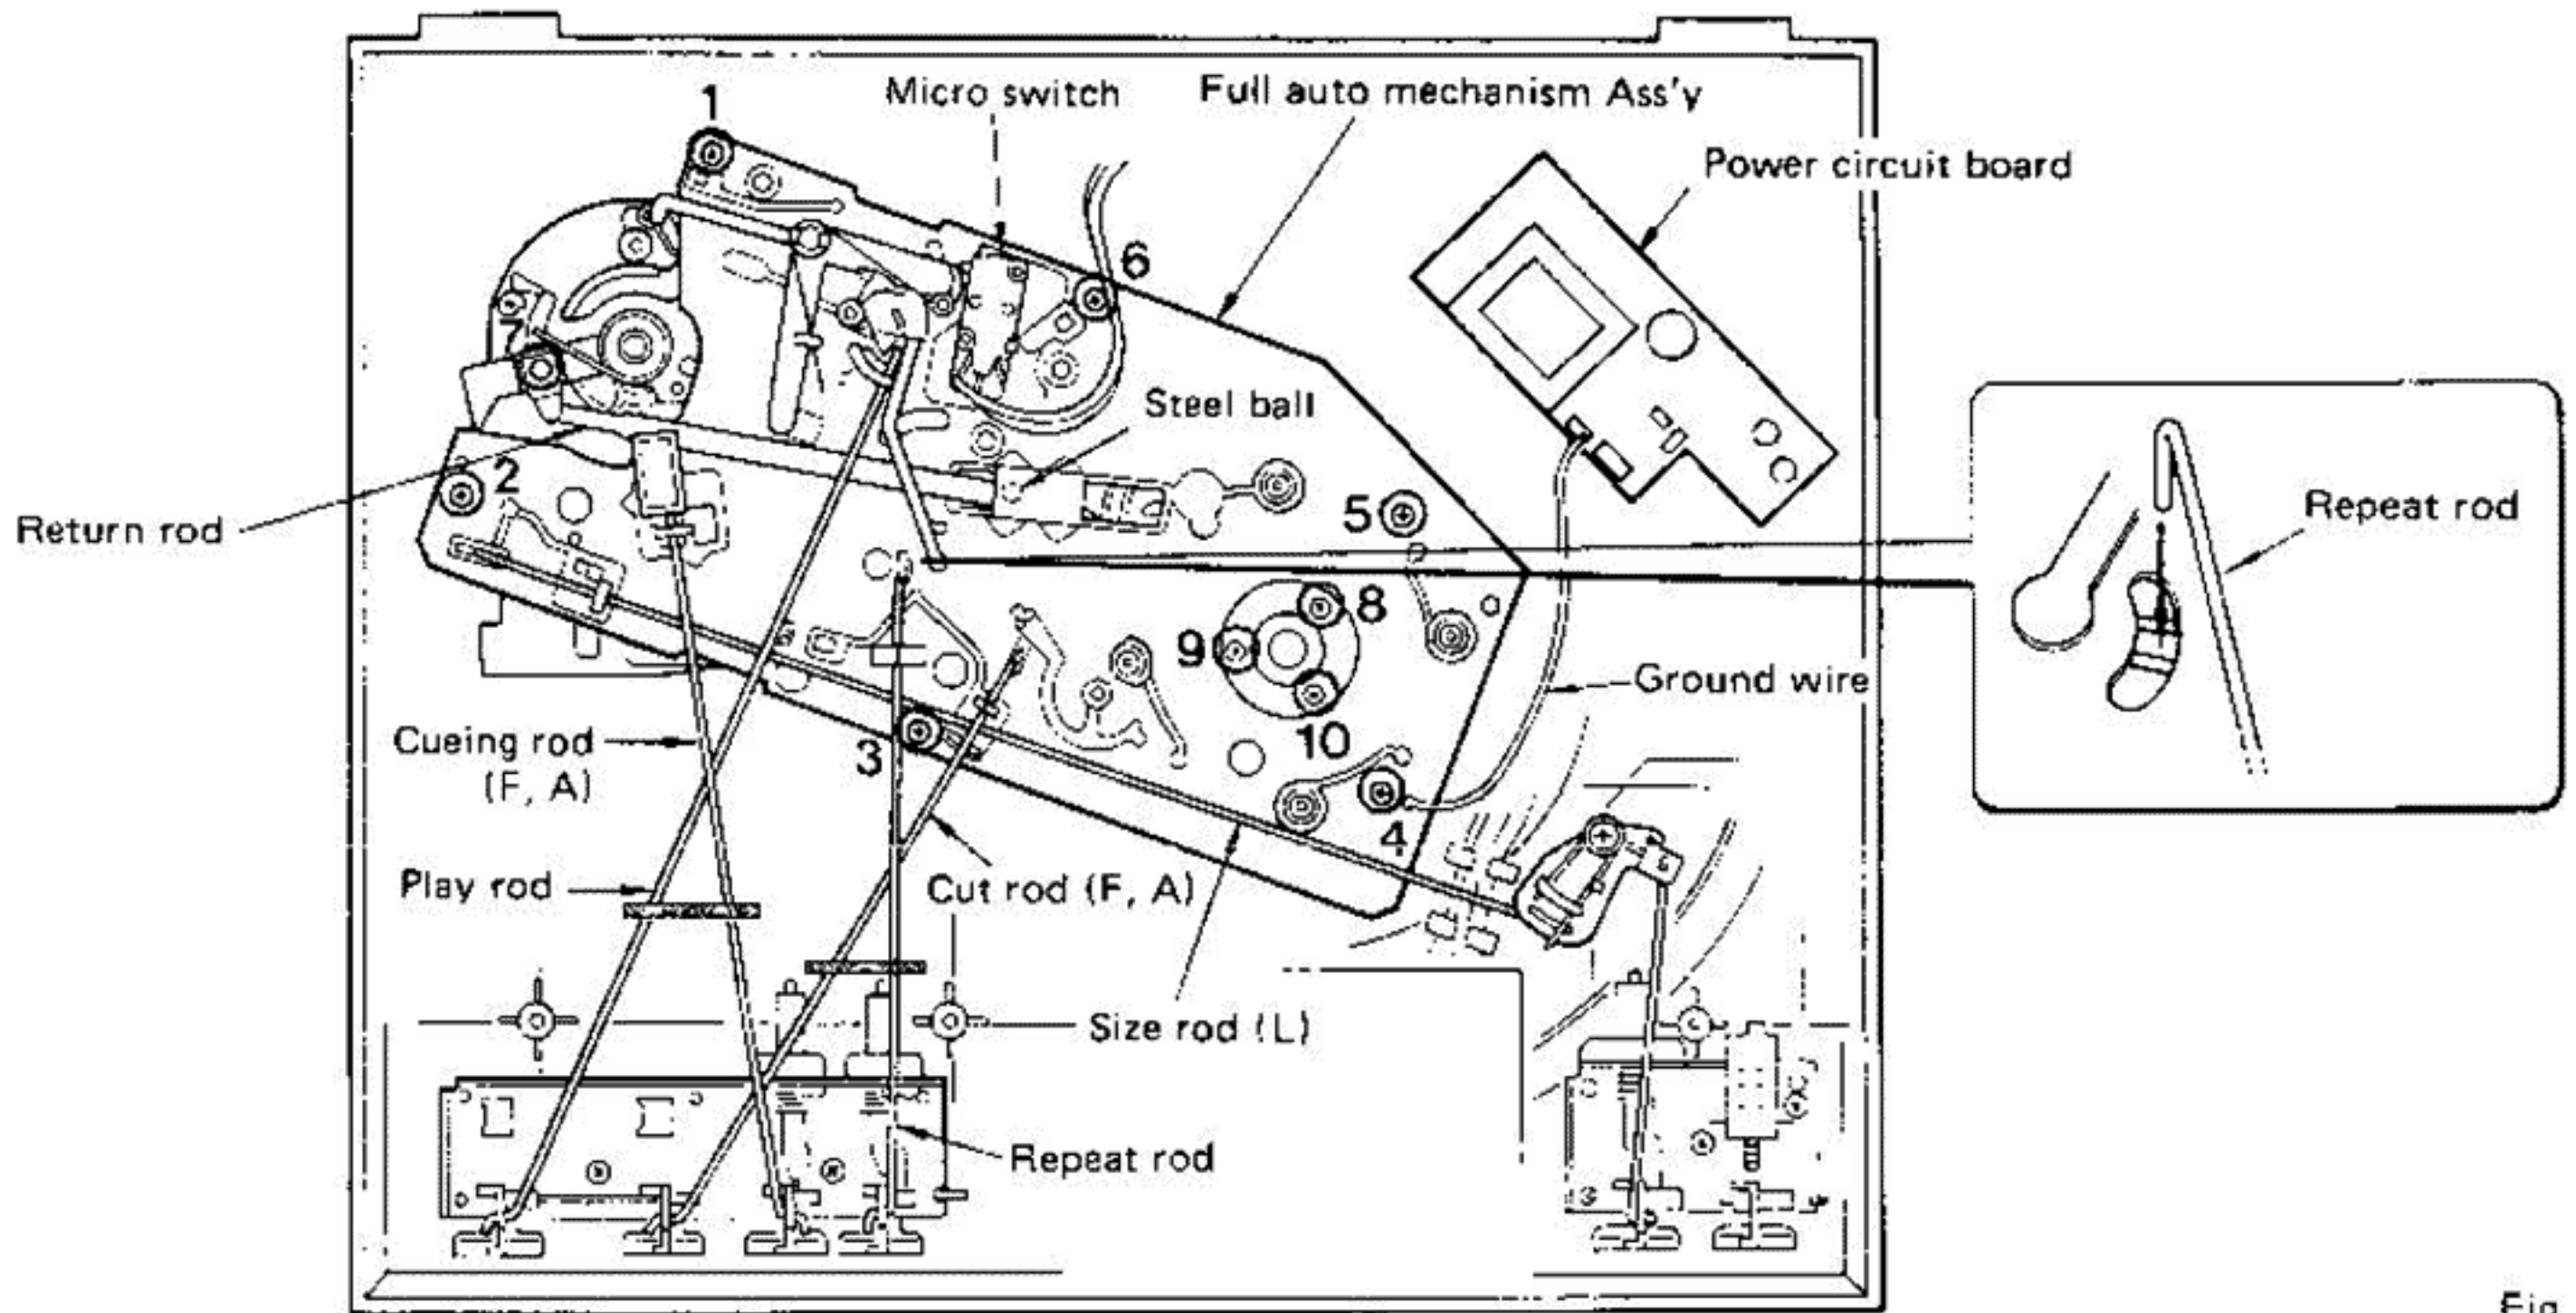 1
Micro switch
Full auto mechanism Ass'y
Power circuit board
6
7
Steel ball
2
5
Return rod
Repeat rod
8
9
Ground wire
10
Cueing rod
(F, A)
3
4
Play rod
Cut rod (F, A)
Size rod (L)
Repeat rod
Fig